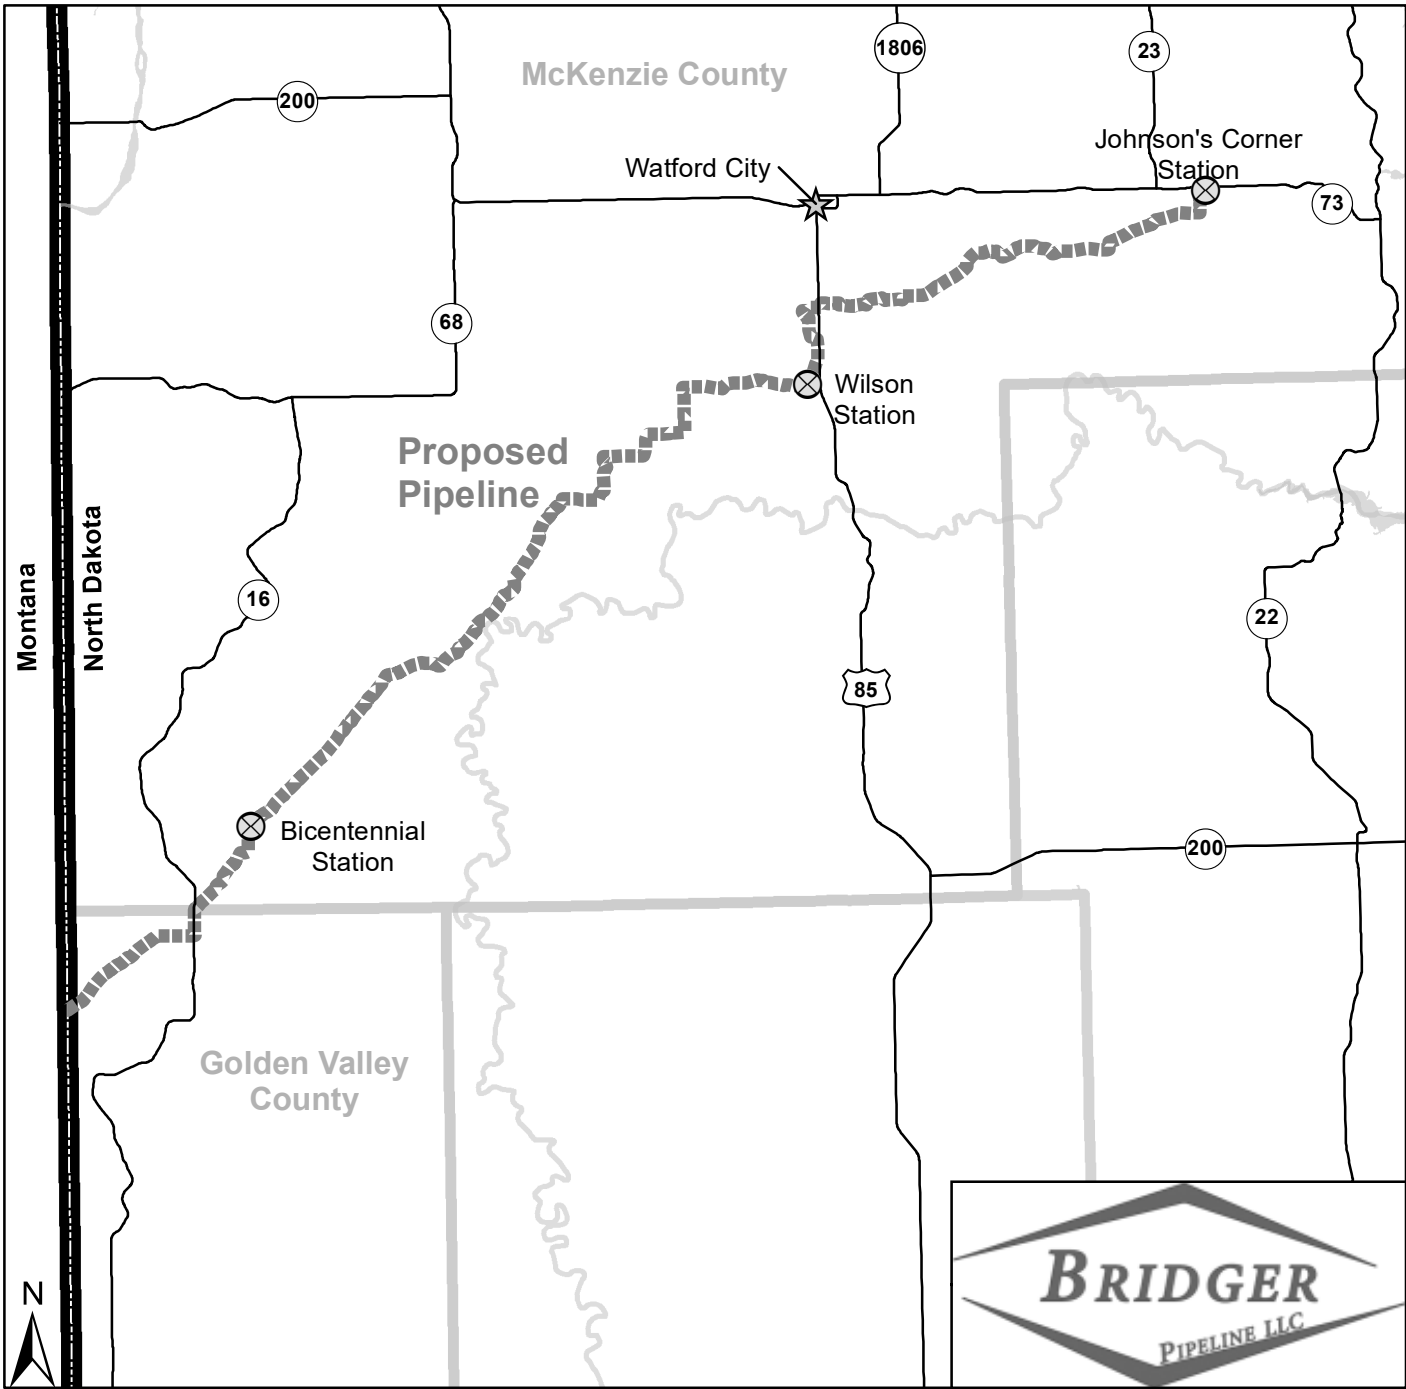 1806
23
McKenzie County
200
Johnson's Corner
Station
Watford City
73
68
Wilson
Station
Proposed
Pipeline
Montana
North Dakota
16
22
85
Bicentennial
Station
200
Golden Valley
County
N
BRIDGER
PIPELINE LLC